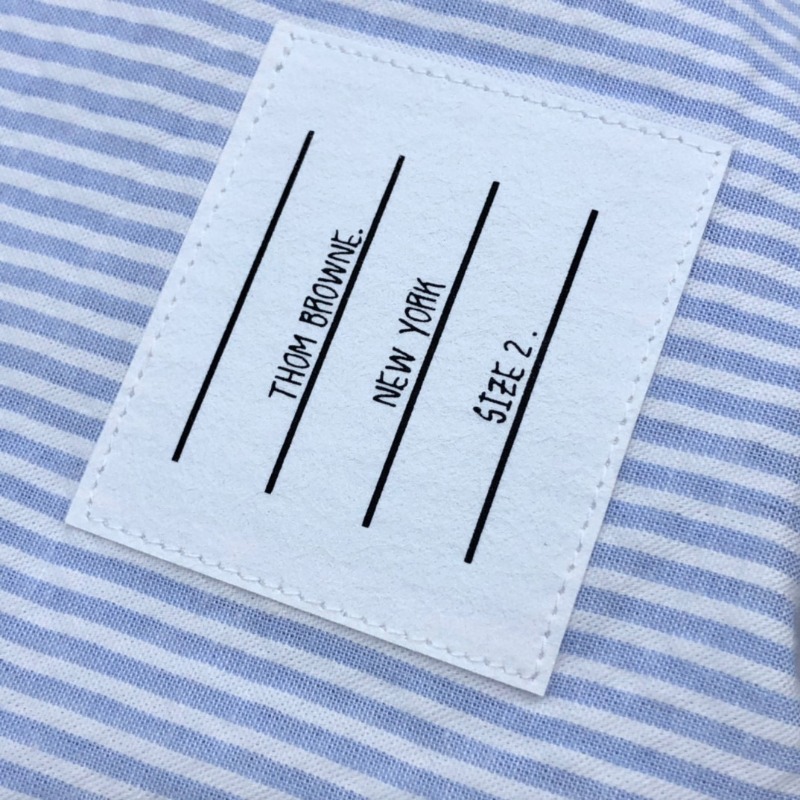 THOM BROWNE.
NEW YORK
SIZE 2.